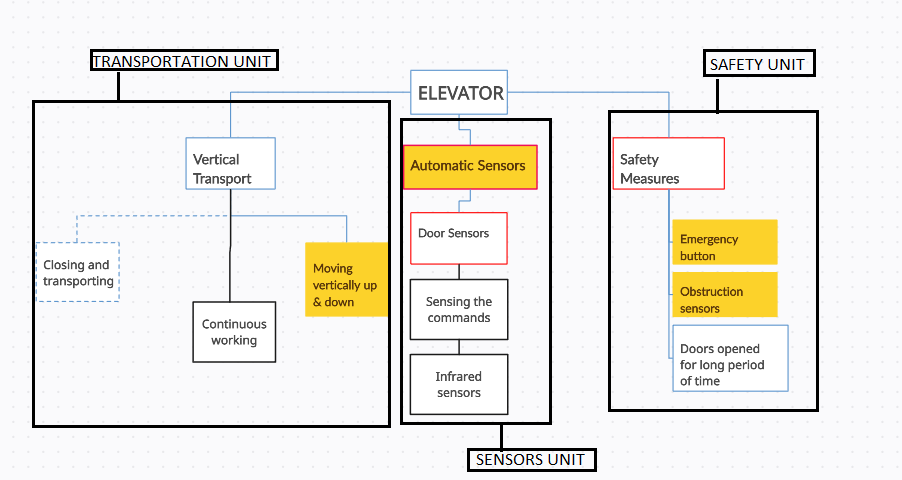 TRANSPORTATION UNIT
SAFETY UNIT
ELEVATOR
Vertical
Transport
Automatic Sensors
Safety
Measures
Door Sensors
Closing and
transporting
Moving
vertically up
& down
Continuous
working
Sensing the
commands
Infrared
sensors
Emergency
button
Obstruction
sensors
Doors opened
for long period
of time
SENSORS UNIT